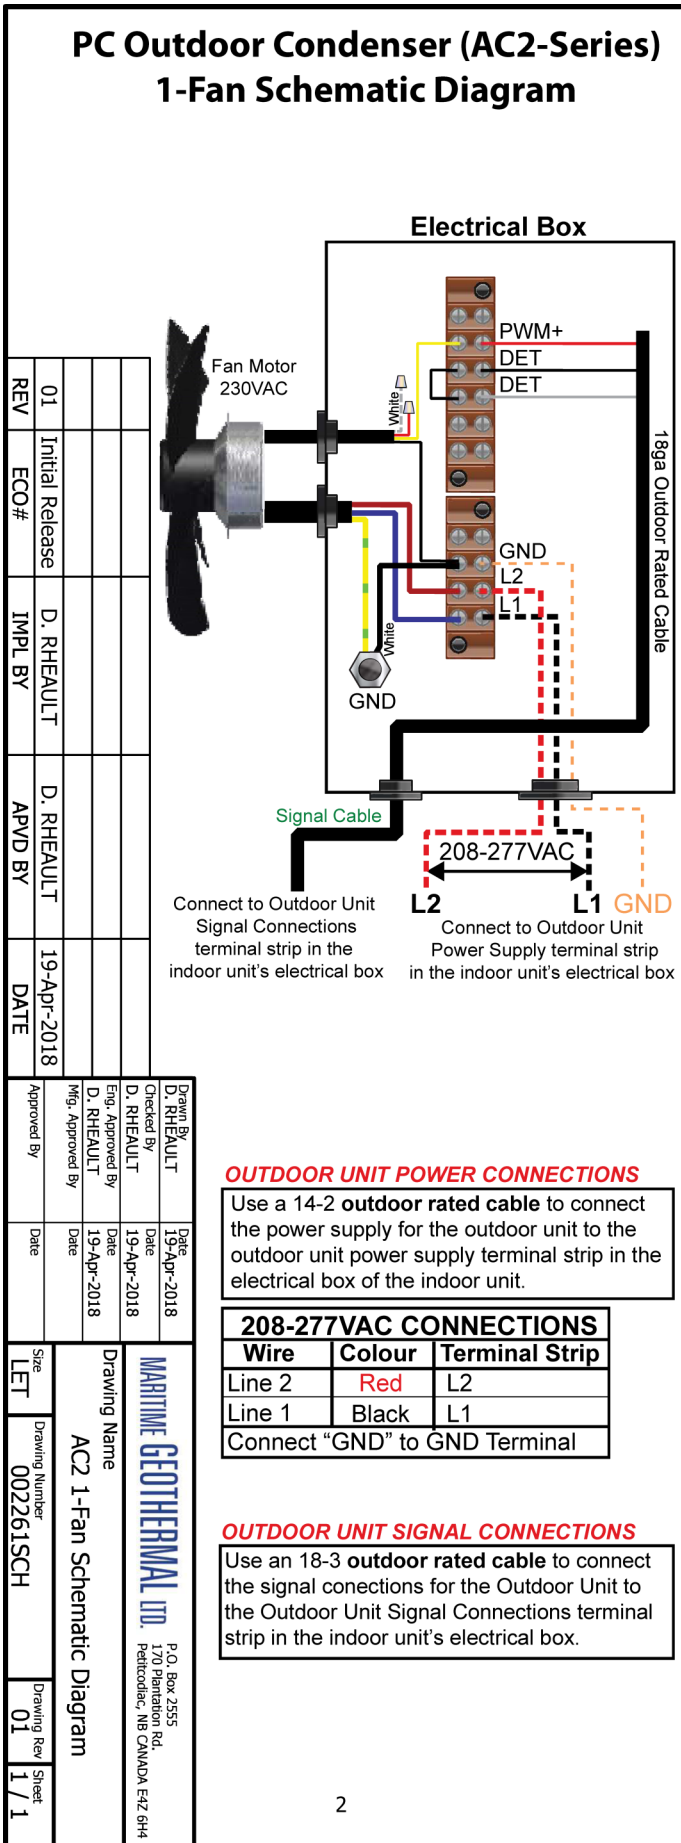 PC Outdoor Condenser (AC2-Series)
1-Fan Schematic Diagram
Electrical Box
Fan Motor
230VAC
White
PWM+
DET
DET
18ga Outdoor Rated Cable
GND
L2
L1
White
GND
Signal Cable
208-277VAC
L2
L1
GND
Connect to Outdoor Unit
Signal Connections
terminal strip in the
indoor unit's electrical box
Connect to Outdoor Unit
Power Supply terminal strip
in the indoor unit's electrical box
OUTDOOR UNIT POWER CONNECTIONS
Use a 14-2 outdoor rated cable to connect
the power supply for the outdoor unit to the
outdoor unit power supply terminal strip in the
electrical box of the indoor unit.
208-277VAC CONNECTIONS
Wire Colour Terminal Strip
Line 2 Red L2
Line 1 Black L1
Connect “GND” to GND Terminal
OUTDOOR UNIT SIGNAL CONNECTIONS
Use an 18-3 outdoor rated cable to connect
the signal conections for the Outdoor Unit to
the Outdoor Unit Signal Connections terminal
strip in the indoor unit's electrical box.
01 Initial Release D. RHEAULT D. RHEAULT 19-Apr-2018
REV ECO# IMPL BY APVD BY DATE
Drawn By Date
D. RHEAULT 19-Apr-2018
Checked By Date
D. RHEAULT 19-Apr-2018
Eng. Approved By Date
D. RHEAULT 19-Apr-2018
Mfg. Approved By Date
Approved By Date
MARITIME GEOTHERMAL LTD.
P.O. Box 2555
170 Plantation Rd.
Petitcodiac, NB CANADA E4Z 6H4
Drawing Name
AC2 1-Fan Schematic Diagram
Size Drawing Number Drawing Rev Sheet
LET 002261SCH 01 1 / 1
2